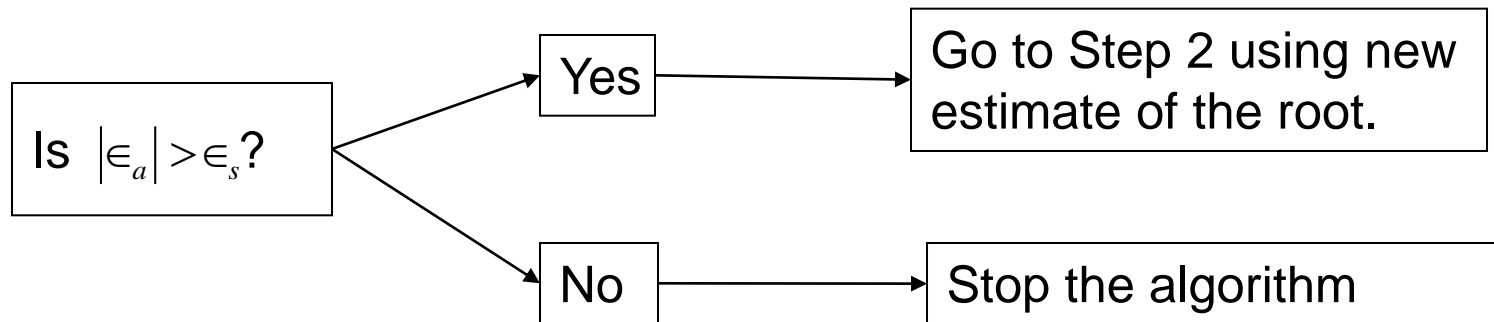 Is |∈ₐ| > ∈ₛ?
Yes
Go to Step 2 using new
estimate of the root.
No
Stop the algorithm